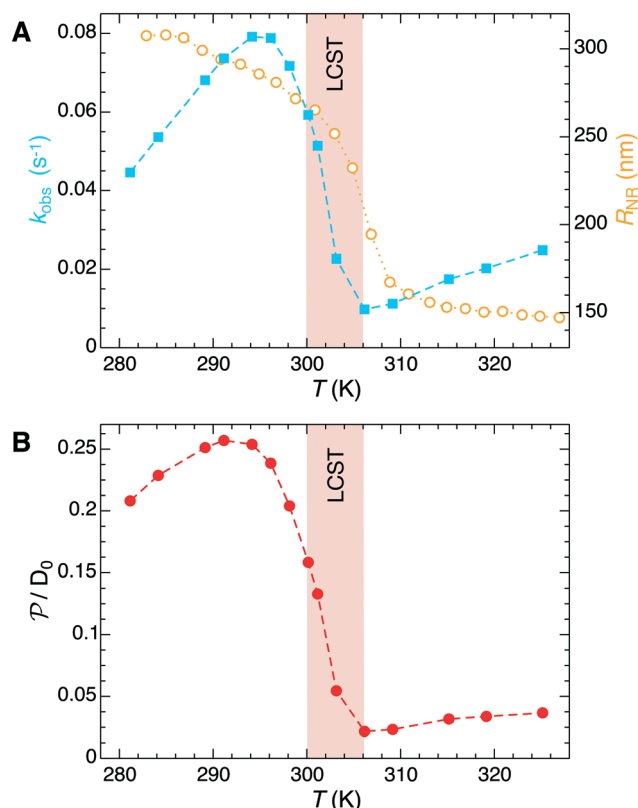 A
0.08
0.06
0.04
0.02
0
k_obs (s⁻¹)
LCST
300
250
200
150
R_NR (nm)
280 290 300 310 320
T (K)
B
0.25
0.2
0.15
0.1
0.05
0
𝒫 / D₀
LCST
280 290 300 310 320
T (K)